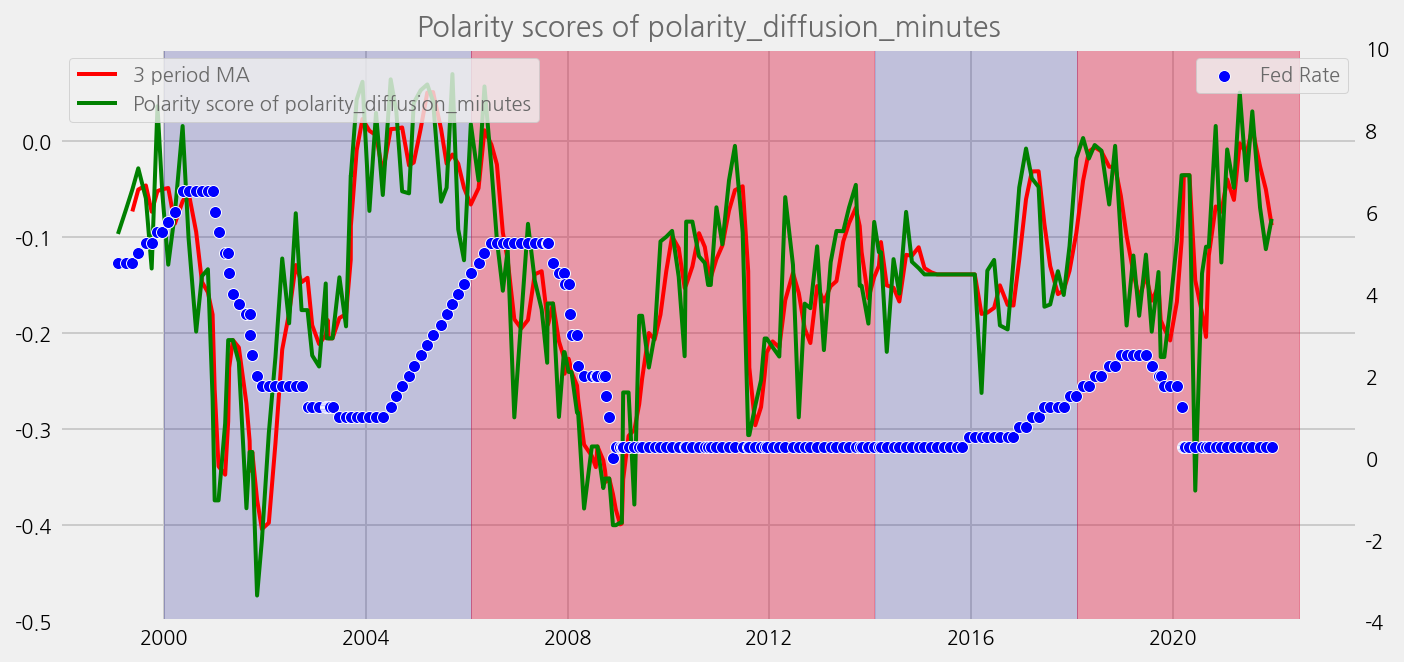 Polarity scores of polarity_diffusion_minutes
3 period MA
Polarity score of polarity_diffusion_minutes
Fed Rate
0.0
-0.1
-0.2
-0.3
-0.4
-0.5
10
8
6
4
2
0
-2
-4
2000 2004 2008 2012 2016 2020